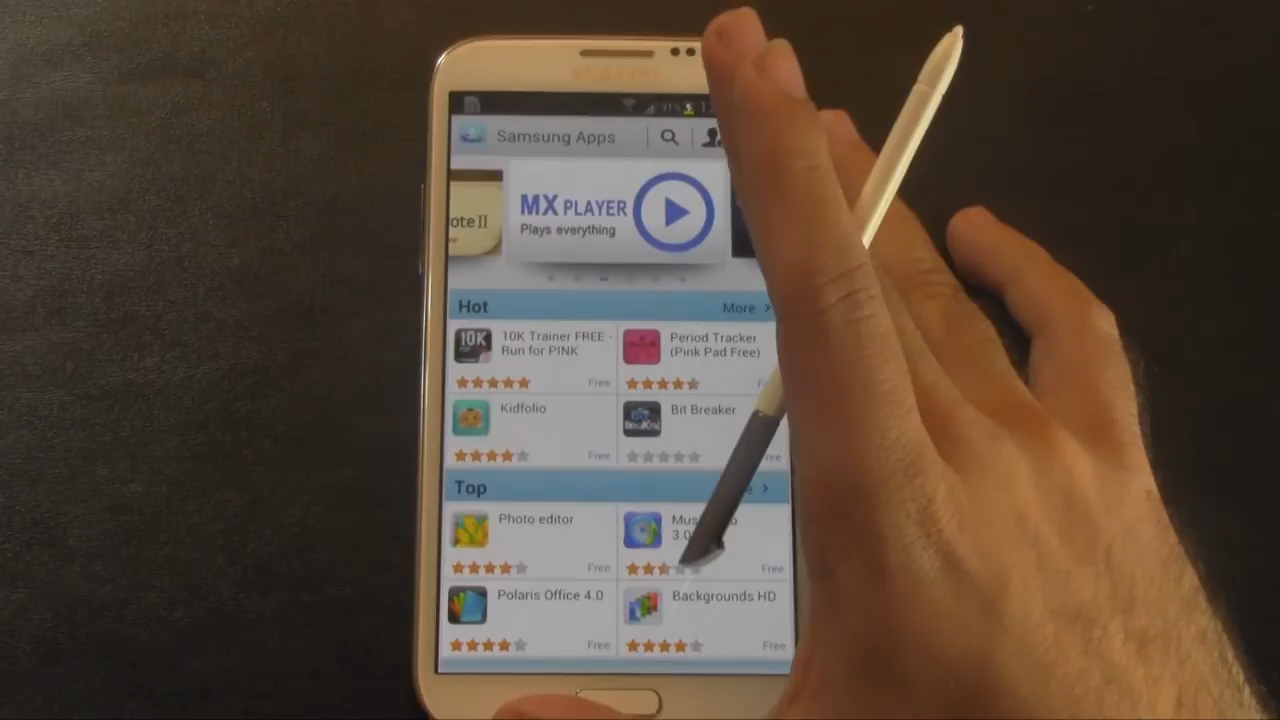 SAMSUNG
Samsung Apps
ote II
MX PLAYER
Plays everything
Hot
More
10K
10K Trainer FREE -
Run for PINK
Period Tracker
(Pink Pad Free)
Free
Kidfolio
Bit Breaker
Free
Free
Top
Photo editor
Free
Free
Polaris Office 4.0
Backgrounds HD
Free
Free